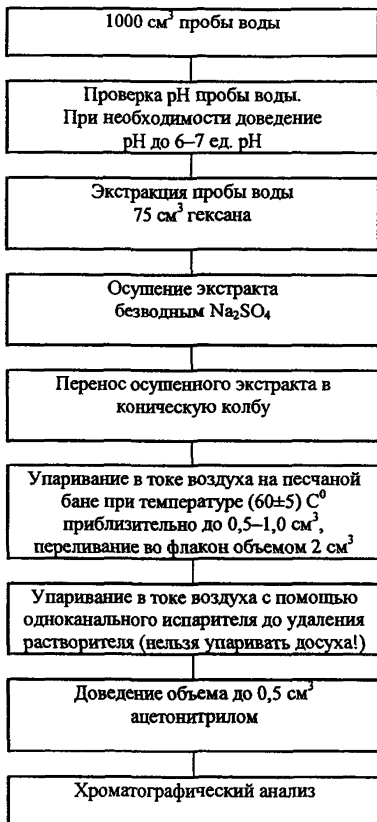 1000 см³ пробы воды
Проверка pH пробы воды.
При необходимости доведение
pH до 6–7 ед. pH
Экстракция пробы воды
75 см³ гексана
Осушение экстракта
безводным Na₂SO₄
Перенос осушенного экстракта в
коническую колбу
Упаривание в токе воздуха на песчаной
бане при температуре (60±5) C⁰
приблизительно до 0,5–1,0 см³,
переливание во флакон объемом 2 см³
Упаривание в токе воздуха с помощью
одноканального испарителя до удаления
растворителя (нельзя упаривать досуха!)
Доведение объема до 0,5 см³
ацетонитрилом
Хроматографический анализ